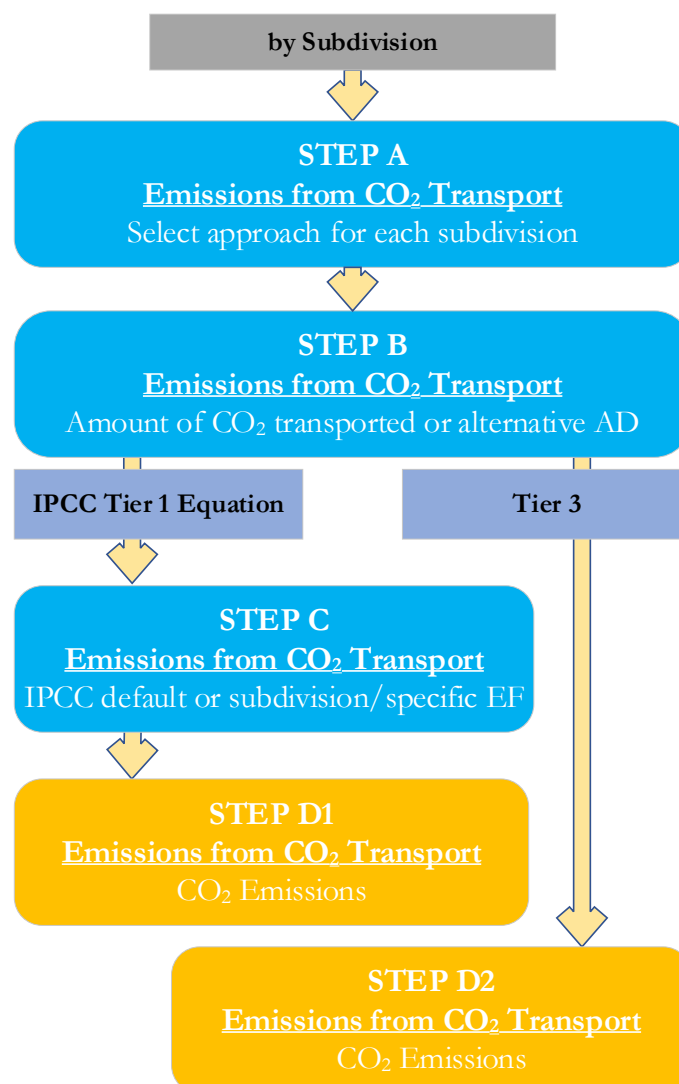 by Subdivision
STEP A
Emissions from CO₂ Transport
Select approach for each subdivision
STEP B
Emissions from CO₂ Transport
Amount of CO₂ transported or alternative AD
IPCC Tier 1 Equation
Tier 3
STEP C
Emissions from CO₂ Transport
IPCC default or subdivision/specific EF
STEP D1
Emissions from CO₂ Transport
CO₂ Emissions
STEP D2
Emissions from CO₂ Transport
CO₂ Emissions